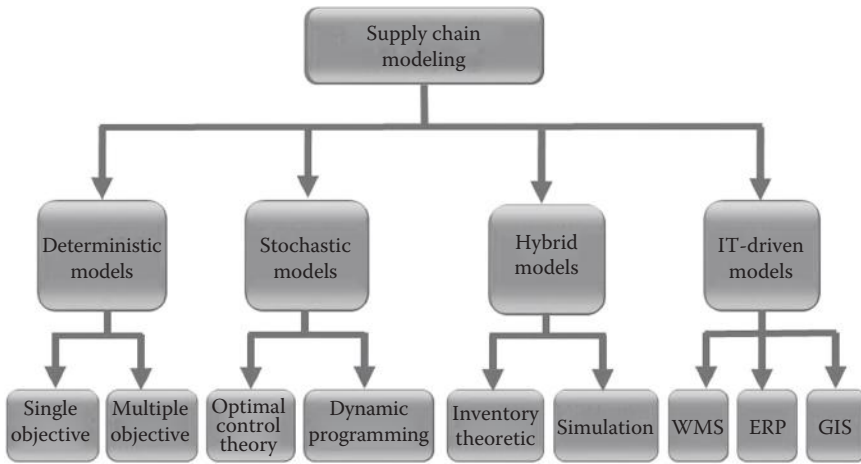 Supply chain
modeling
Deterministic
models
Stochastic
models
Hybrid
models
IT-driven
models
Single
objective
Multiple
objective
Optimal
control
theory
Dynamic
programming
Inventory
theoretic
Simulation
WMS
ERP
GIS